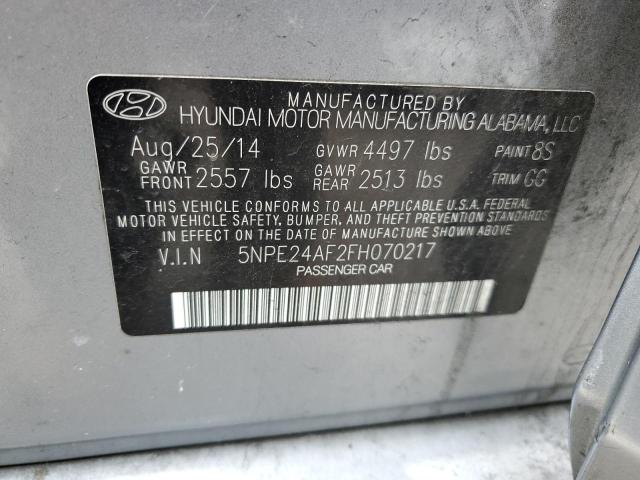 MANUFACTURED BY
HYUNDAI MOTOR MANUFACTURING ALABAMA, LLC
Aug/25/14 GVWR 4497 lbs PAINT 8S
GAWR FRONT 2557 lbs GAWR REAR 2513 lbs TRIM GG
THIS VEHICLE CONFORMS TO ALL APPLICABLE U.S.A. FEDERAL
MOTOR VEHICLE SAFETY, BUMPER, AND THEFT PREVENTION STANDARDS
IN EFFECT ON THE DATE OF MANUFACTURE SHOWN ABOVE
V.I.N 5NPE24AF2FH070217
PASSENGER CAR